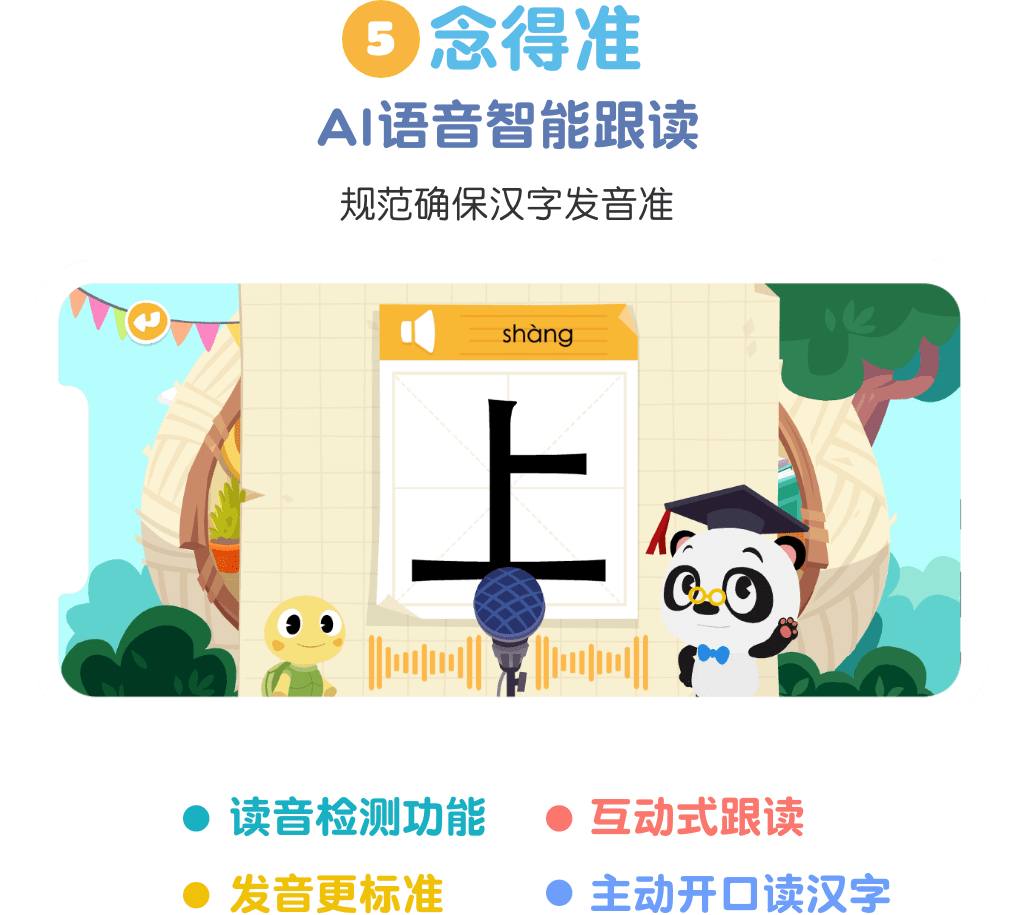 5 念得准
AI语音智能跟读
规范确保汉字发音准
shàng
上
读音检测功能
互动式跟读
发音更标准
主动开口读汉字